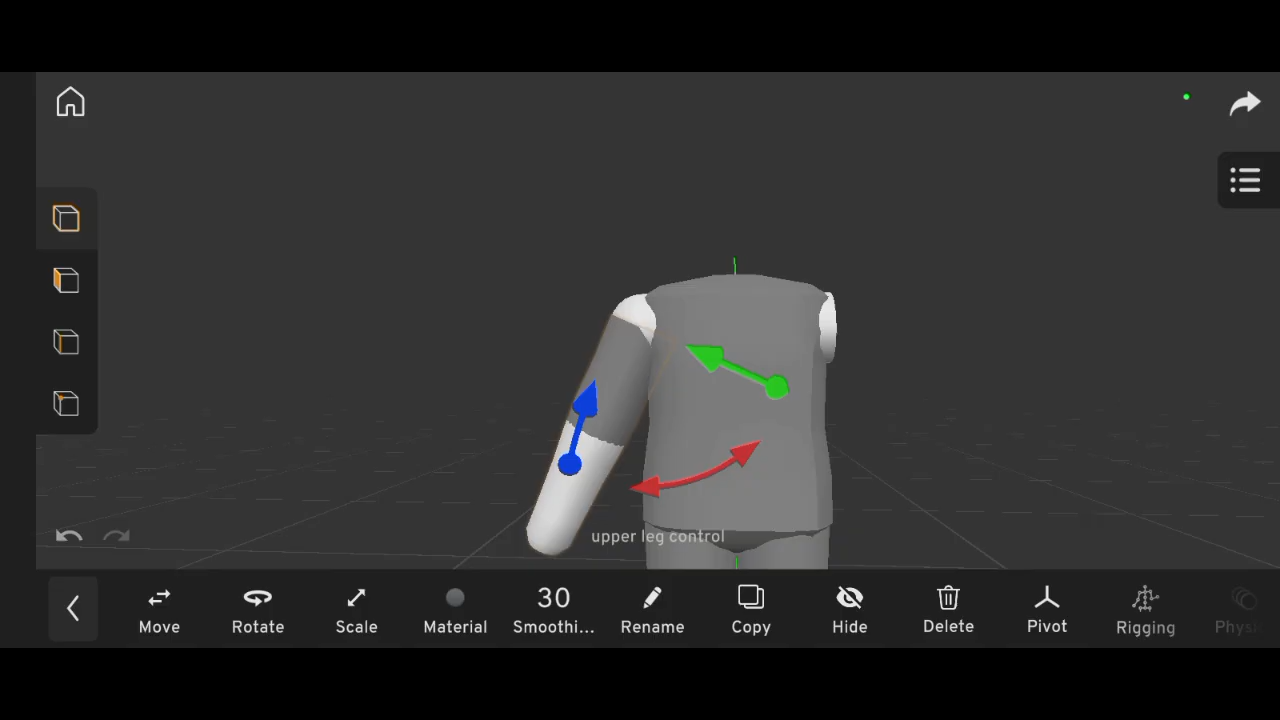 upper leg control
30
Move
Rotate
Scale
Material
Smoothi...
Rename
Copy
Hide
Delete
Pivot
Rigging